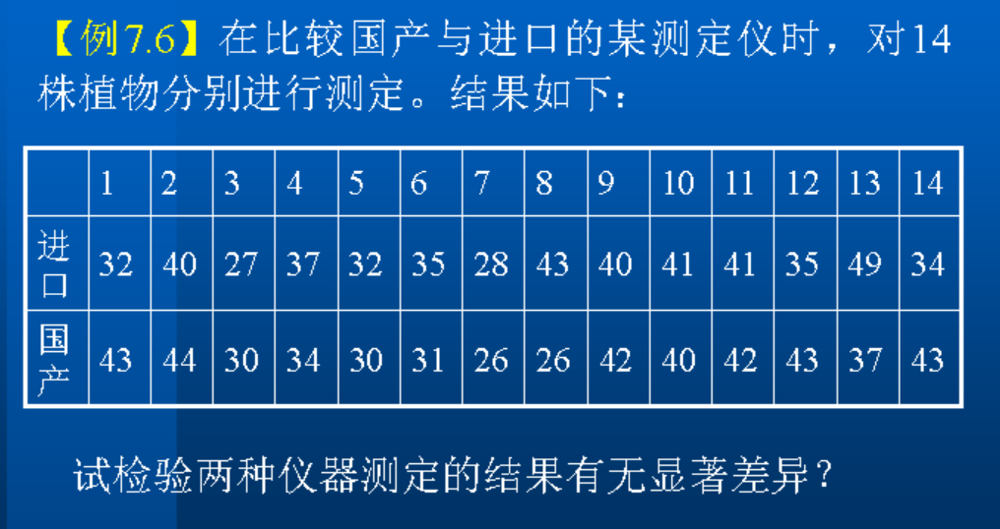 【例7.6】在比较国产与进口的某测定仪时，对14
株植物分别进行测定。结果如下：
1 2 3 4 5 6 7 8 9 10 11 12 13 14
进口 32 40 27 37 32 35 28 43 40 41 41 35 49 34
国产 43 44 30 34 30 31 26 26 42 40 42 43 37 43
试检验两种仪器测定的结果有无显著差异？